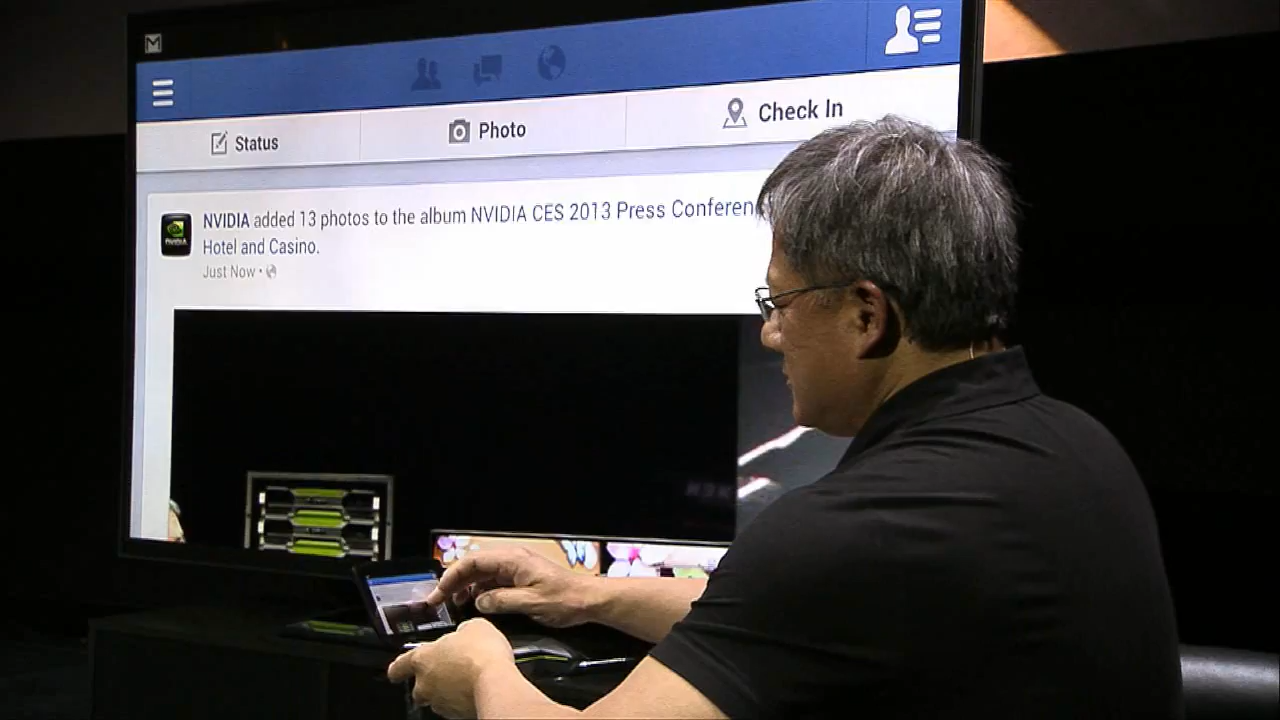 Status
Photo
Check In
NVIDIA added 13 photos to the album NVIDIA CES 2013 Press Conferen
Hotel and Casino.
Just Now •
NVIDIA